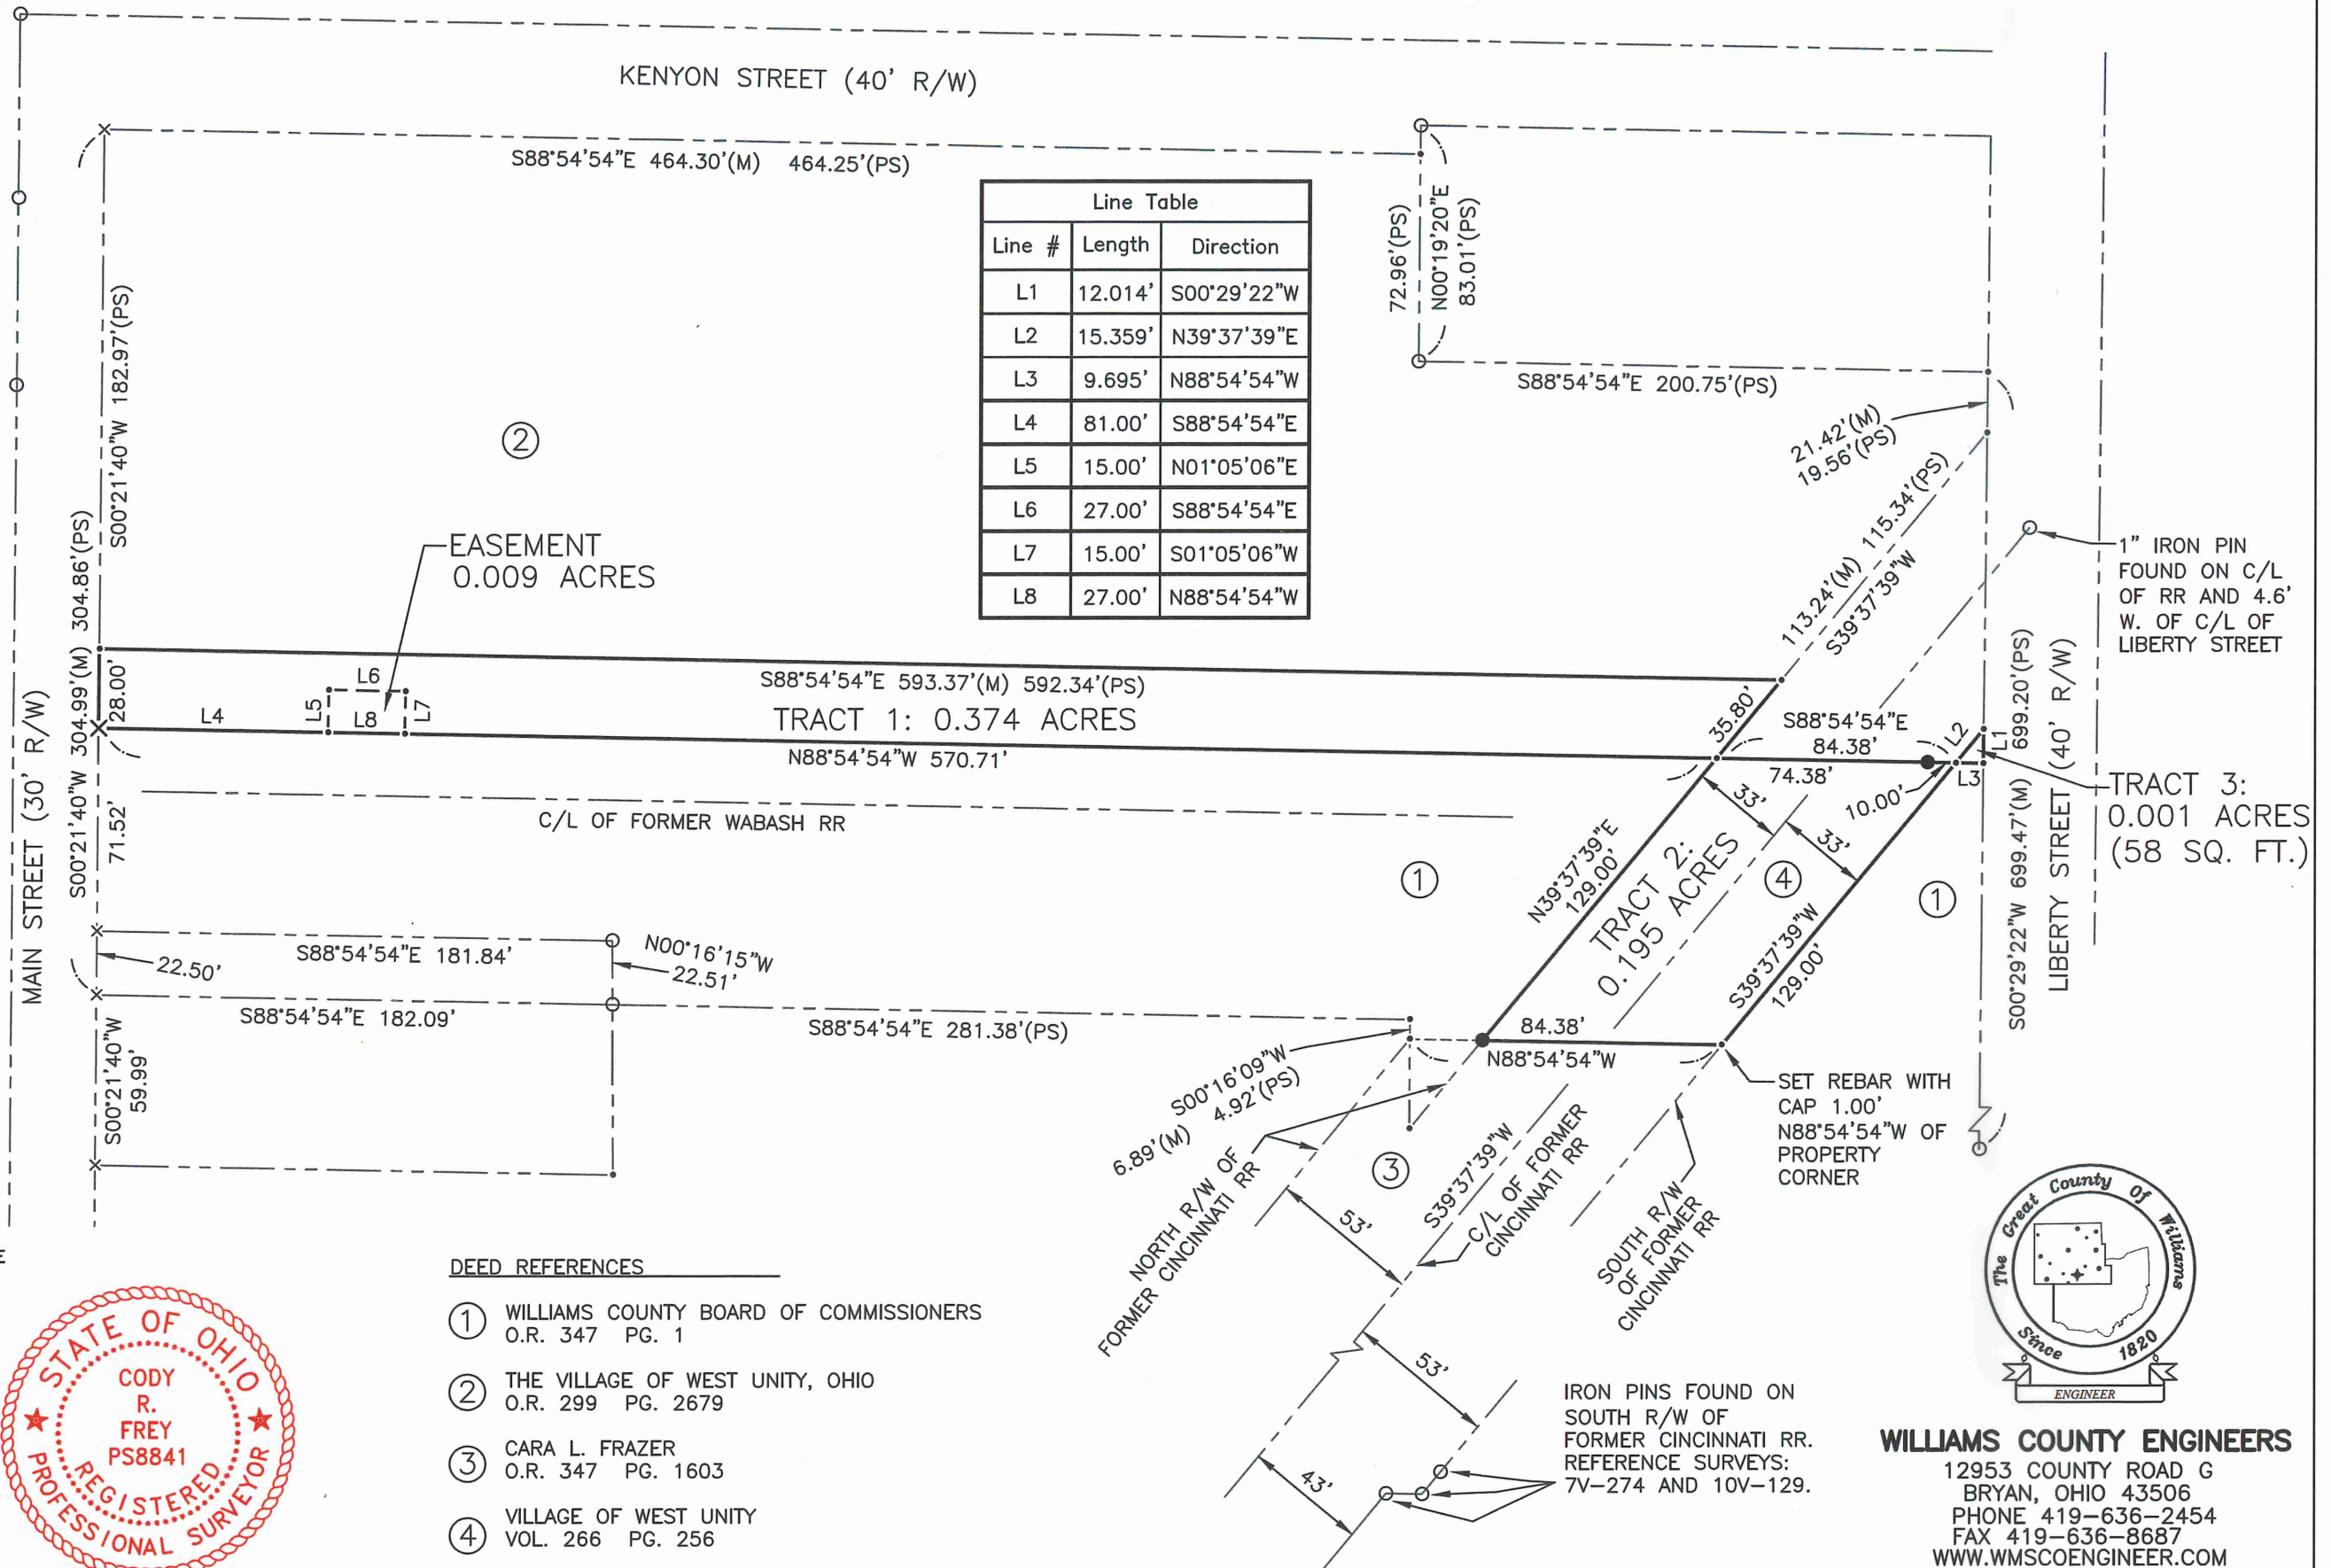 KENYON STREET (40' R/W)
S88°54'54"E 464.30'(M) 464.25'(PS)
Line Table
Line # Length Direction
L1 12.014' S00°29'22"W
L2 15.359' N39°37'39"E
L3 9.695' N88°54'54"W
L4 81.00' S88°54'54"E
L5 15.00' N01°05'06"E
L6 27.00' S88°54'54"E
L7 15.00' S01°05'06"W
L8 27.00' N88°54'54"W
72.96'(PS)
N00°19'20"E
83.01'(PS)
S88°54'54"E 200.75'(PS)
21.42'(M)
19.56'(PS)
113.24'(M) 115.34'(PS)
S39°37'39"W
1" IRON PIN
FOUND ON C/L
OF RR AND 4.6'
W. OF C/L OF
LIBERTY STREET
S00°21'40"W 182.97'(PS)
S00°21'40"W 304.99'(M) 304.86'(PS)
MAIN STREET (30' R/W)
②
EASEMENT
0.009 ACRES
28.00'
71.52'
L4
L5
L6
L8
L7
S88°54'54"E 593.37'(M) 592.34'(PS)
TRACT 1: 0.374 ACRES
N88°54'54"W 570.71'
C/L OF FORMER WABASH RR
35.80'
S88°54'54"E
84.38'
74.38'
10.00'
L2
L1
L3
TRACT 3:
0.001 ACRES
(58 SQ. FT.)
S00°29'22"W 699.47'(M) 699.20'(PS)
LIBERTY STREET (40' R/W)
33'
33'
①
④
①
N39°37'39"E
129.00'
TRACT 2:
0.195 ACRES
S39°37'39"W
129.00'
84.38'
N88°54'54"W
S88°54'54"E 181.84'
N00°16'15"W
22.51'
22.50'
S88°54'54"E 182.09'
S88°54'54"E 281.38'(PS)
S00°21'40"W
59.99'
S00°16'09"W
6.89'(M) 4.92'(PS)
SET REBAR WITH
CAP 1.00'
N88°54'54"W OF
PROPERTY
CORNER
③
NORTH R/W OF
FORMER CINCINNATI RR
53'
S39°37'39"W
C/L OF FORMER
CINCINNATI RR
SOUTH R/W
OF FORMER
CINCINNATI RR
53'
43'
IRON PINS FOUND ON
SOUTH R/W OF
FORMER CINCINNATI RR.
REFERENCE SURVEYS:
7V-274 AND 10V-129.
E
DEED REFERENCES
① WILLIAMS COUNTY BOARD OF COMMISSIONERS
O.R. 347 PG. 1
② THE VILLAGE OF WEST UNITY, OHIO
O.R. 299 PG. 2679
③ CARA L. FRAZER
O.R. 347 PG. 1603
④ VILLAGE OF WEST UNITY
VOL. 266 PG. 256
STATE OF OHIO
CODY
R.
FREY
PS8841
REGISTERED
PROFESSIONAL SURVEYOR
The Great County Of Williams
Since 1820
ENGINEER
WILLIAMS COUNTY ENGINEERS
12953 COUNTY ROAD G
BRYAN, OHIO 43506
PHONE 419-636-2454
FAX 419-636-8687
WWW.WMSCOENGINEER.COM